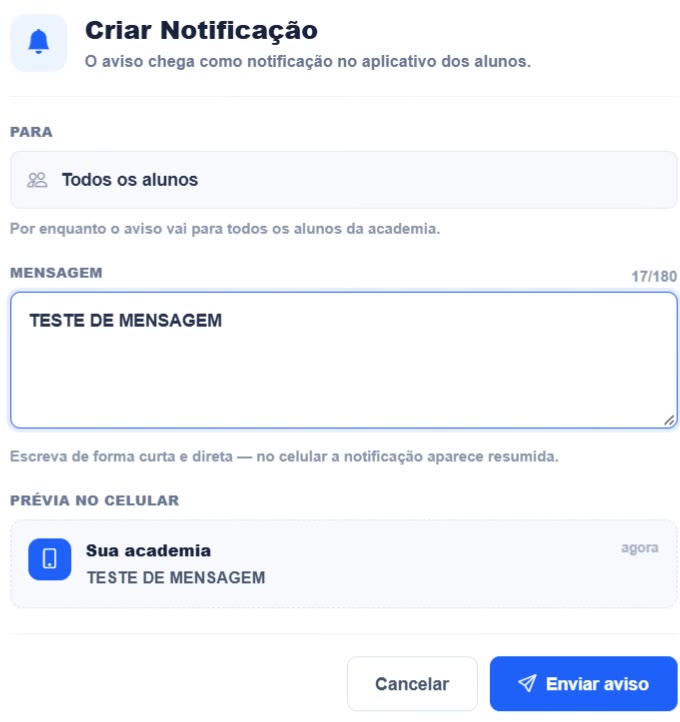 Criar Notificação
O aviso chega como notificação no aplicativo dos alunos.
PARA
Todos os alunos
Por enquanto o aviso vai para todos os alunos da academia.
MENSAGEM
17/180
TESTE DE MENSAGEM
Escreva de forma curta e direta — no celular a notificação aparece resumida.
PRÉVIA NO CELULAR
Sua academia
agora
TESTE DE MENSAGEM
Cancelar
Enviar aviso